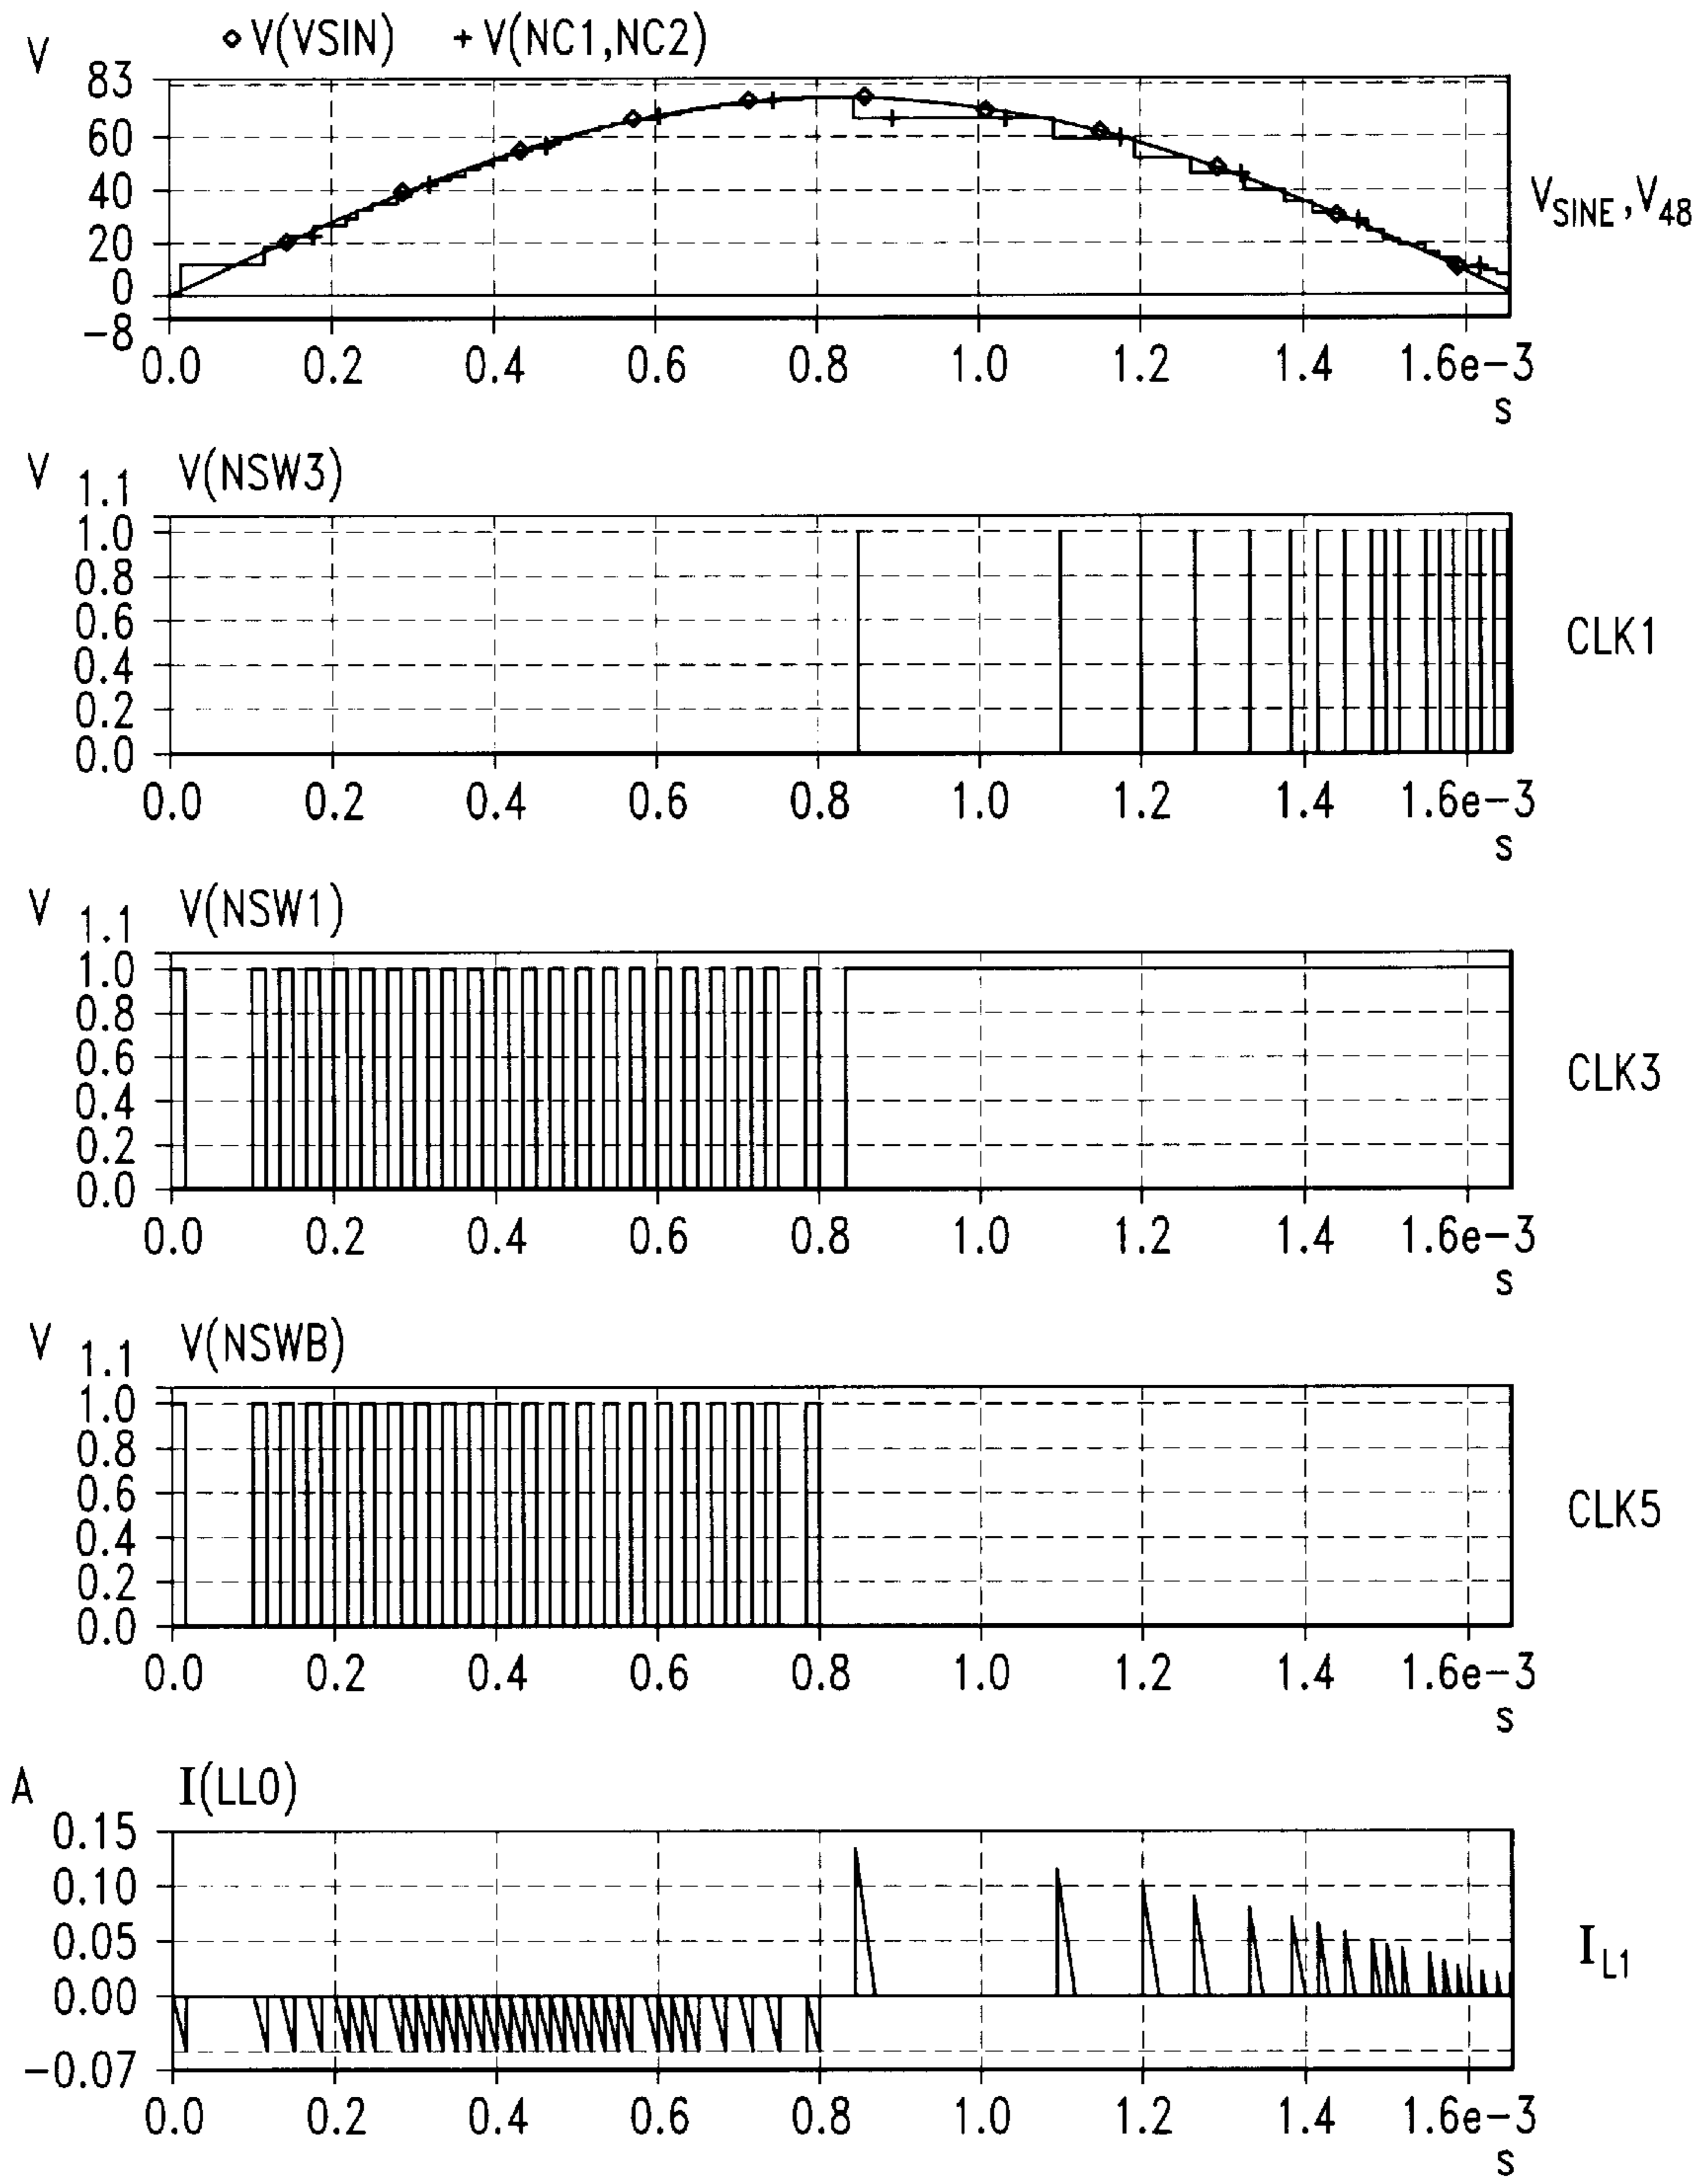 V ⋄ V(VSIN) + V(NC1,NC2)
83
60
40
20
0
-8
VSINE, V48
0.0 0.2 0.4 0.6 0.8 1.0 1.2 1.4 1.6e-3
s
V 1.1 V(NSW3)
1.0
0.8
0.6
0.4
0.2
0.0
CLK1
0.0 0.2 0.4 0.6 0.8 1.0 1.2 1.4 1.6e-3
s
V 1.1 V(NSW1)
1.0
0.8
0.6
0.4
0.2
0.0
CLK3
0.0 0.2 0.4 0.6 0.8 1.0 1.2 1.4 1.6e-3
s
V 1.1 V(NSWB)
1.0
0.8
0.6
0.4
0.2
0.0
CLK5
0.0 0.2 0.4 0.6 0.8 1.0 1.2 1.4 1.6e-3
s
A I(LL0)
0.15
0.10
0.05
0.00
-0.07
IL1
0.0 0.2 0.4 0.6 0.8 1.0 1.2 1.4 1.6e-3
s